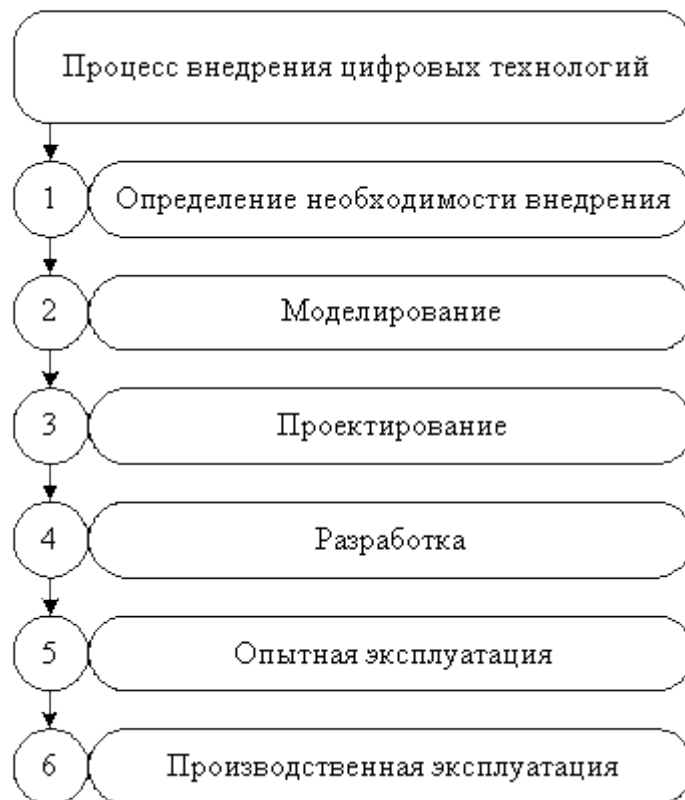 Процесс внедрения цифровых технологий
1 Определение необходимости внедрения
2 Моделирование
3 Проектирование
4 Разработка
5 Опытная эксплуатация
6 Производственная эксплуатация